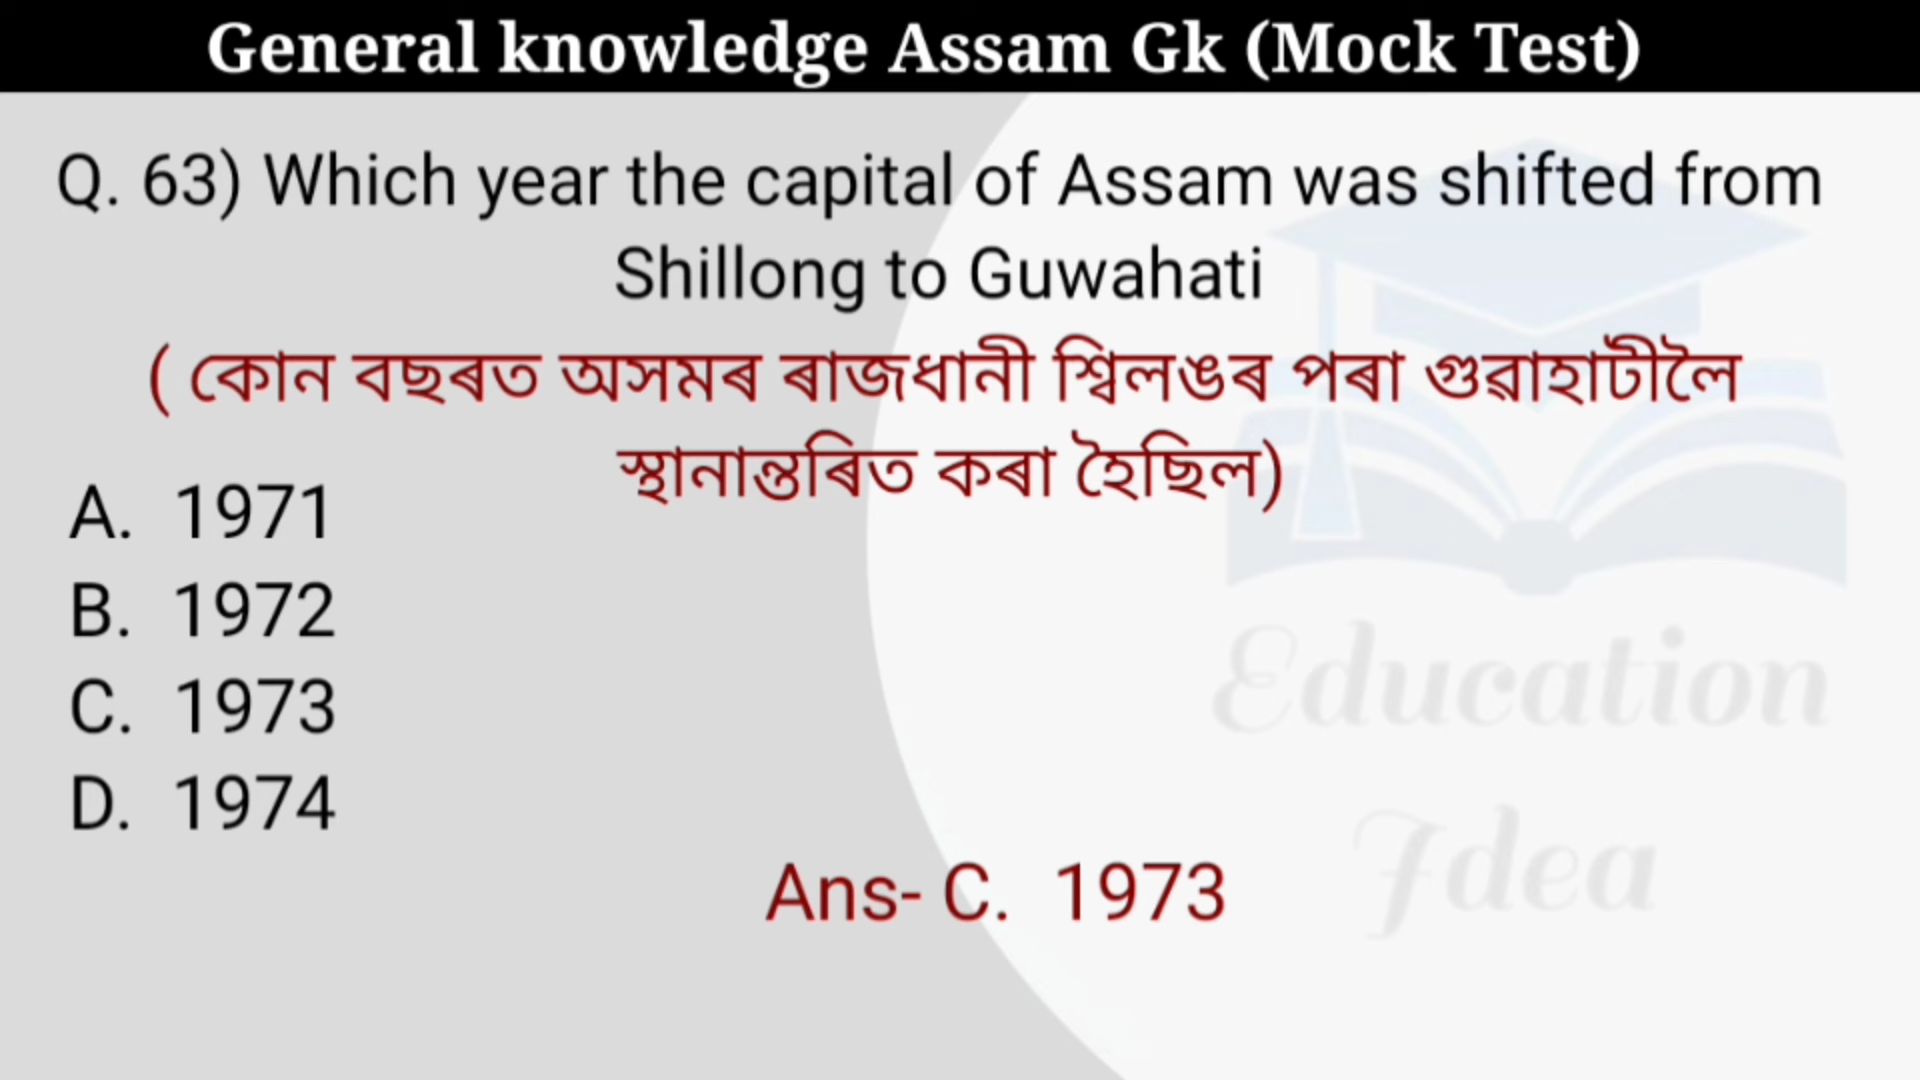 General knowledge Assam Gk (Mock Test)
Q. 63) Which year the capital of Assam was shifted from
Shillong to Guwahati
( কোন বছৰত অসমৰ ৰাজধানী শ্বিলঙৰ পৰা গুৱাহাটীলৈ
স্থানান্তৰিত কৰা হৈছিল)
A. 1971
B. 1972
C. 1973
D. 1974
Ans- C. 1973
Education
Idea